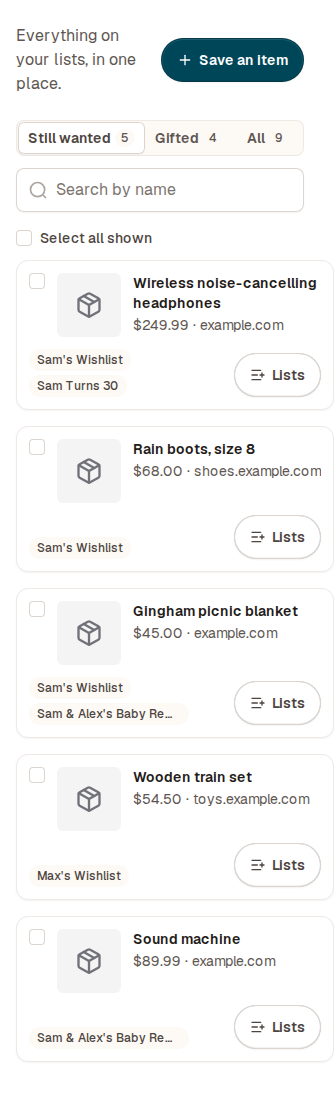 Everything on
your lists, in one
place.
Save an item
Still wanted 5
Gifted 4
All 9
Search by name
Select all shown
Wireless noise-cancelling
headphones
$249.99 · example.com
Sam's Wishlist
Sam Turns 30
Lists
Rain boots, size 8
$68.00 · shoes.example.com
Sam's Wishlist
Lists
Gingham picnic blanket
$45.00 · example.com
Sam's Wishlist
Sam & Alex's Baby Re...
Lists
Wooden train set
$54.50 · toys.example.com
Max's Wishlist
Lists
Sound machine
$89.99 · example.com
Sam & Alex's Baby Re...
Lists